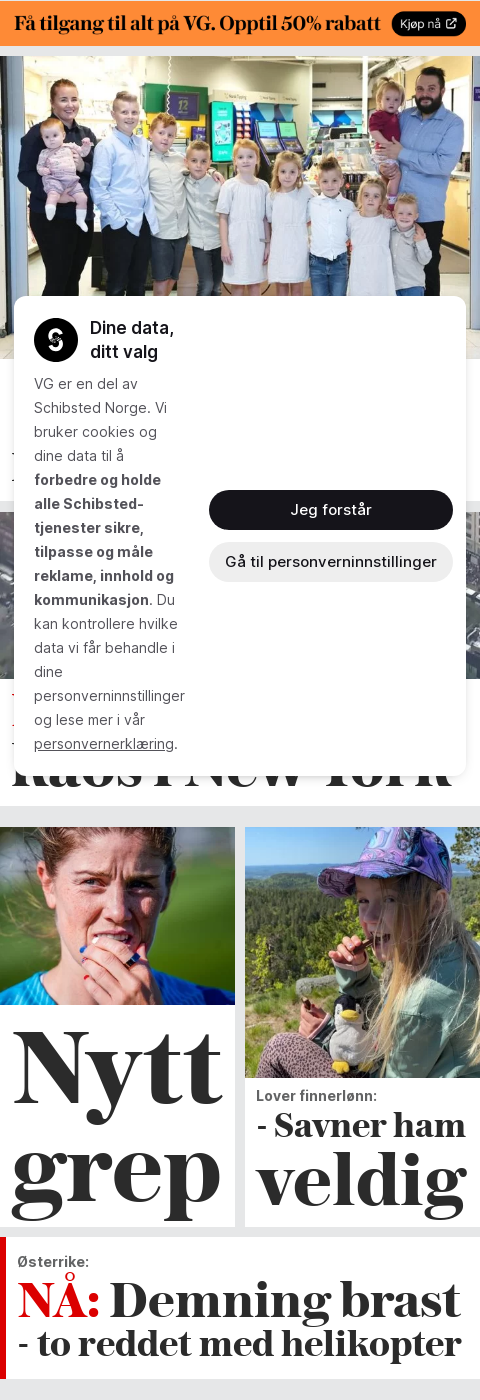 Få tilgang til alt på VG. Opptil 50% rabatt
Kjøp nå
Dine data,
ditt valg
VG er en del av
Schibsted Norge. Vi
bruker cookies og
dine data til å
forbedre og holde
alle Schibsted-
tjenester sikre,
tilpasse og måle
reklame, innhold og
kommunikasjon. Du
kan kontrollere hvilke
data vi får behandle i
dine
personverninnstillinger
og lese mer i vår
personvernerklæring.
Jeg forstår
Gå til personverninnstillinger
Kaos i New York
Nytt
grep
Lover finnerlønn:
- Savner ham
veldig
Østerrike:
NÅ: Demning brast
- to reddet med helikopter